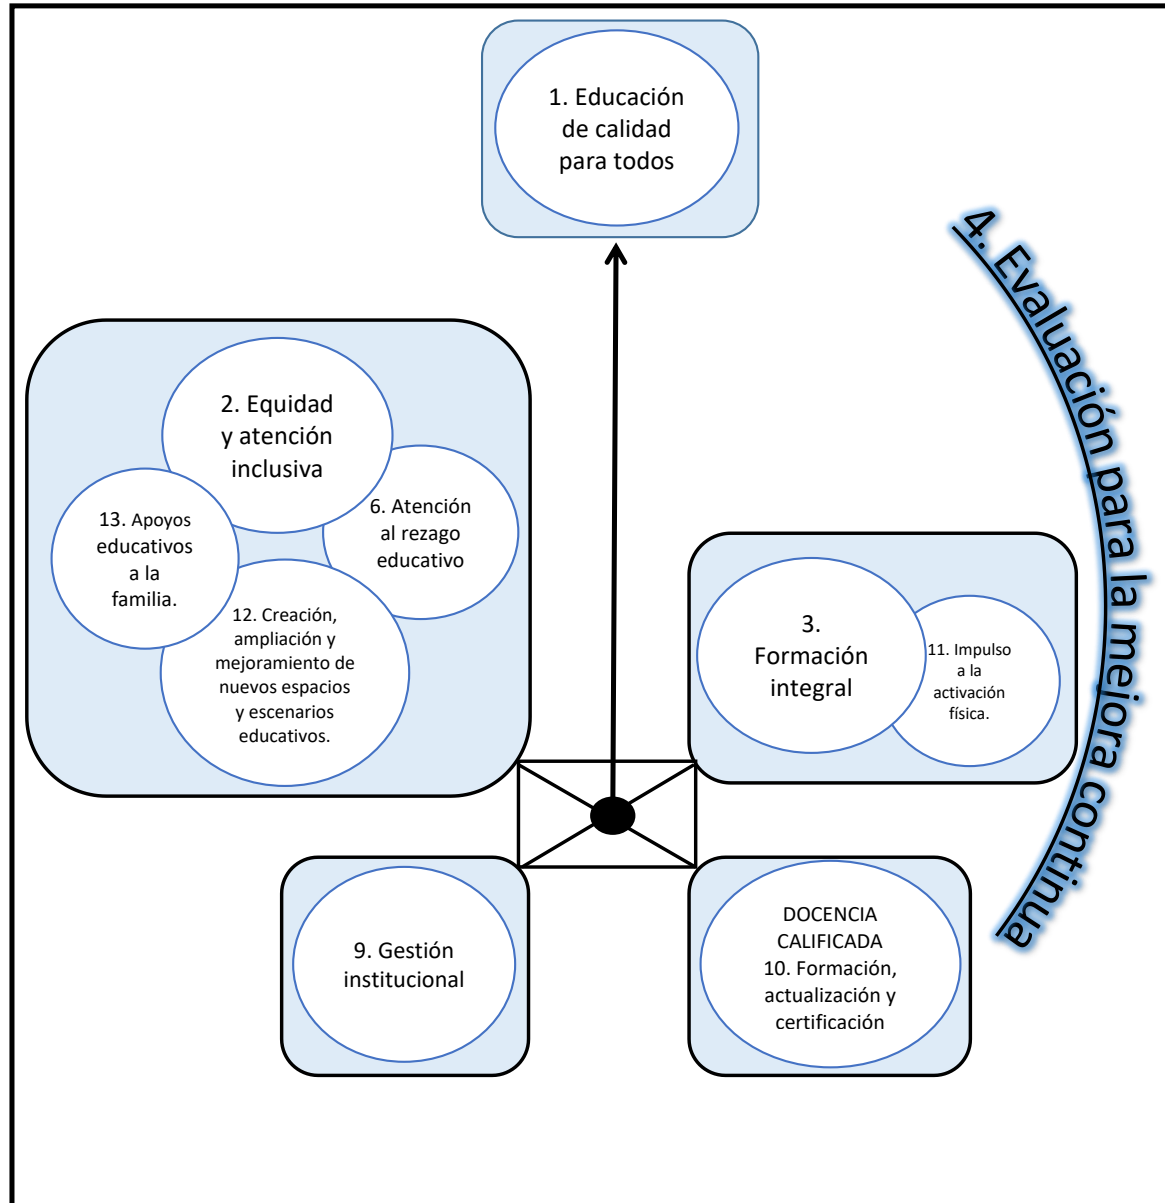 1. Educación
de calidad
para todos
4. Evaluación para la mejora continua
2. Equidad
y atención
inclusiva
13. Apoyos
educativos
a la
familia.
6. Atención
al rezago
educativo
12. Creación,
ampliación y
mejoramiento de
nuevos espacios
y escenarios
educativos.
3.
Formación
integral
11. Impulso
a la
activación
física.
9. Gestión
institucional
DOCENCIA
CALIFICADA
10. Formación,
actualización y
certificación